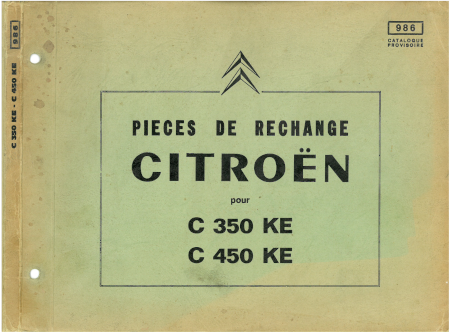 986
C 350 KE - C 450 KE
986
CATALOGUE
PROVISOIRE
PIECES DE RECHANGE
CITROËN
pour
C 350 KE
C 450 KE